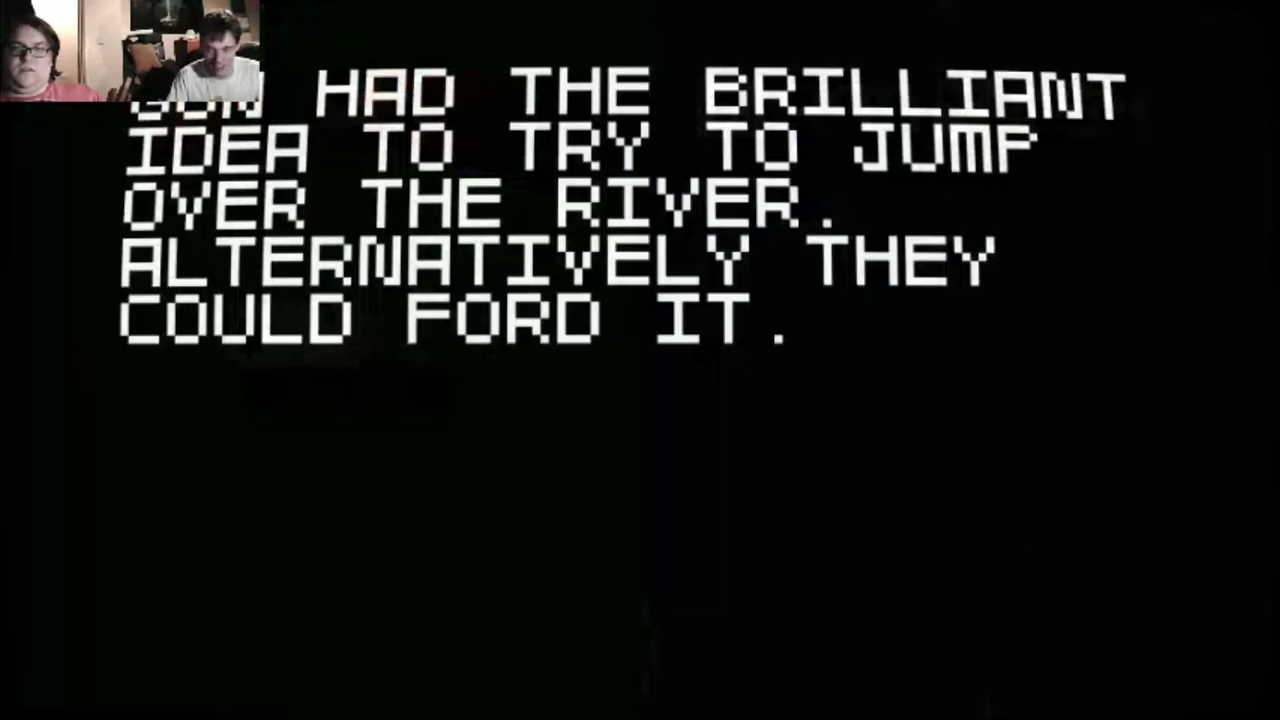 HAD THE BRILLIANT
IDEA TO TRY TO JUMP
OVER THE RIVER.
ALTERNATIVELY THEY
COULD FORD IT.